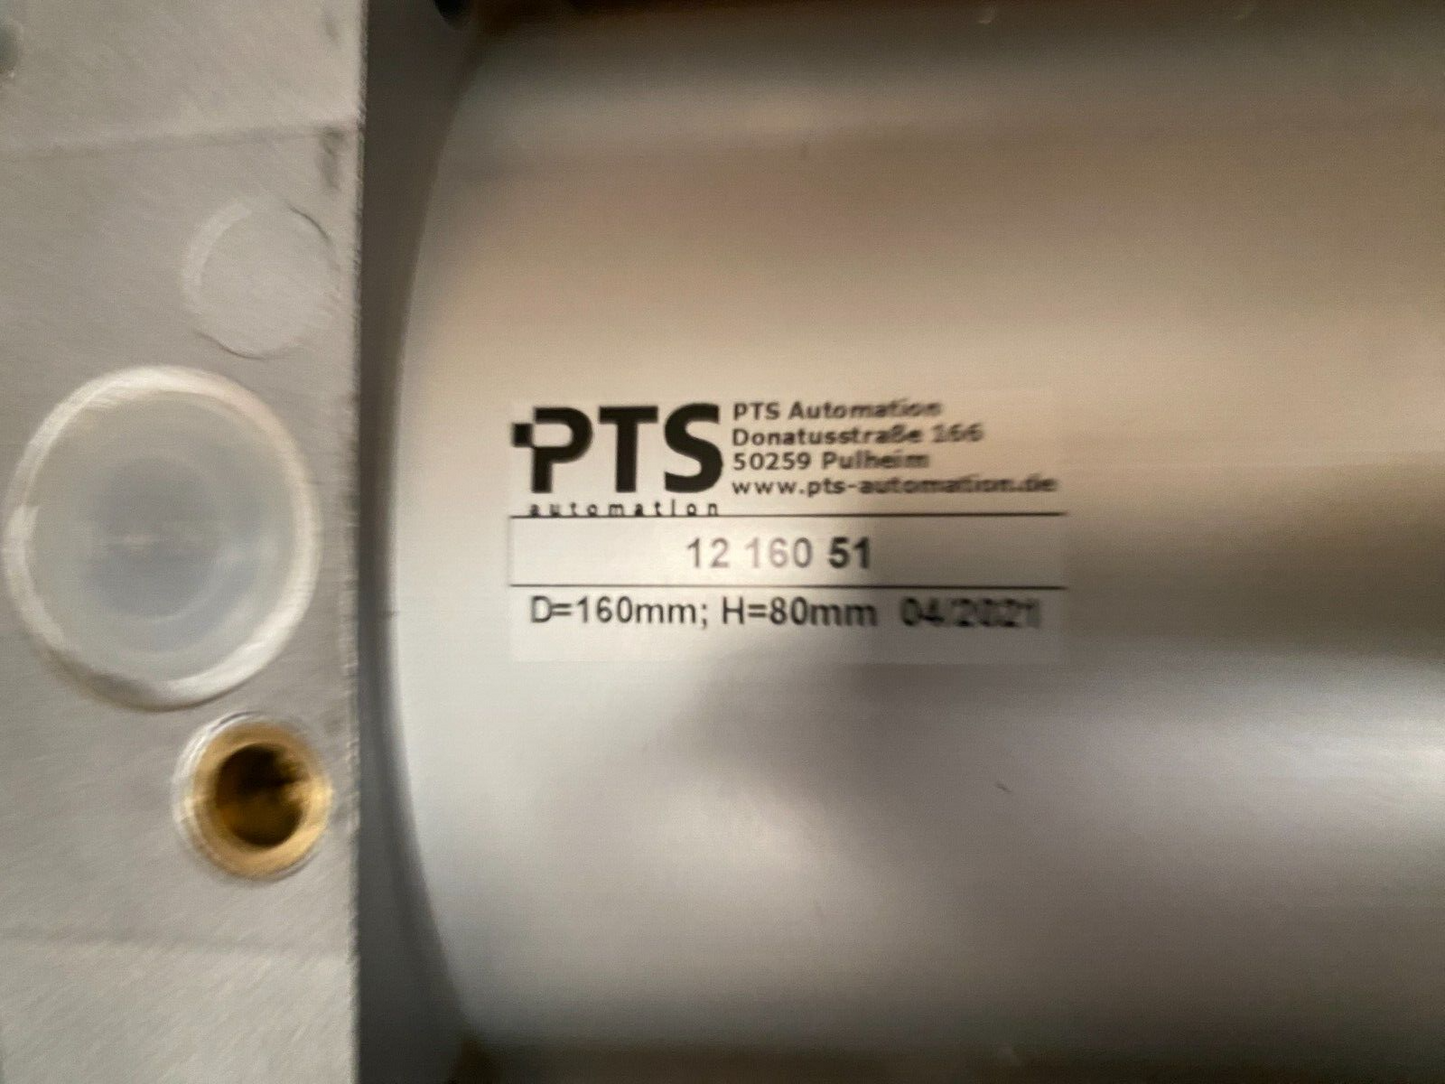 PTS
automation
PTS Automation
Donatusstraße 166
50259 Pulheim
www.pts-automation.de
12 160 51
D=160mm; H=80mm 04/2021